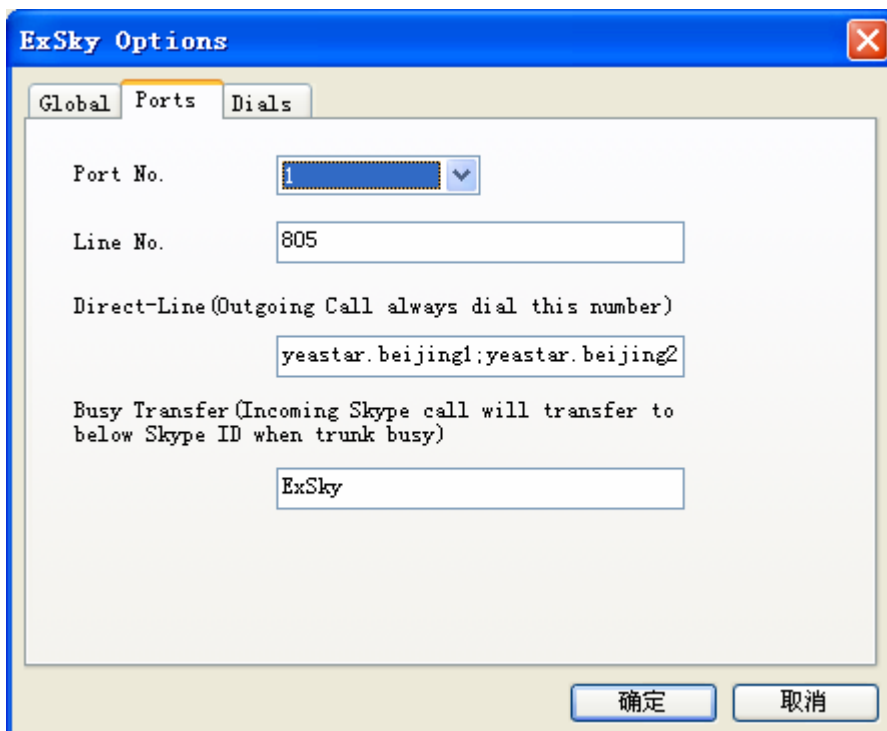 ExSky Options
Global Ports Dials
Port No. 1
Line No. 805
Direct-Line(Outgoing Call always dial this number)
yeastar.beijing1;yeastar.beijing2
Busy Transfer(Incoming Skype call will transfer to
below Skype ID when trunk busy)
ExSky
确定 取消